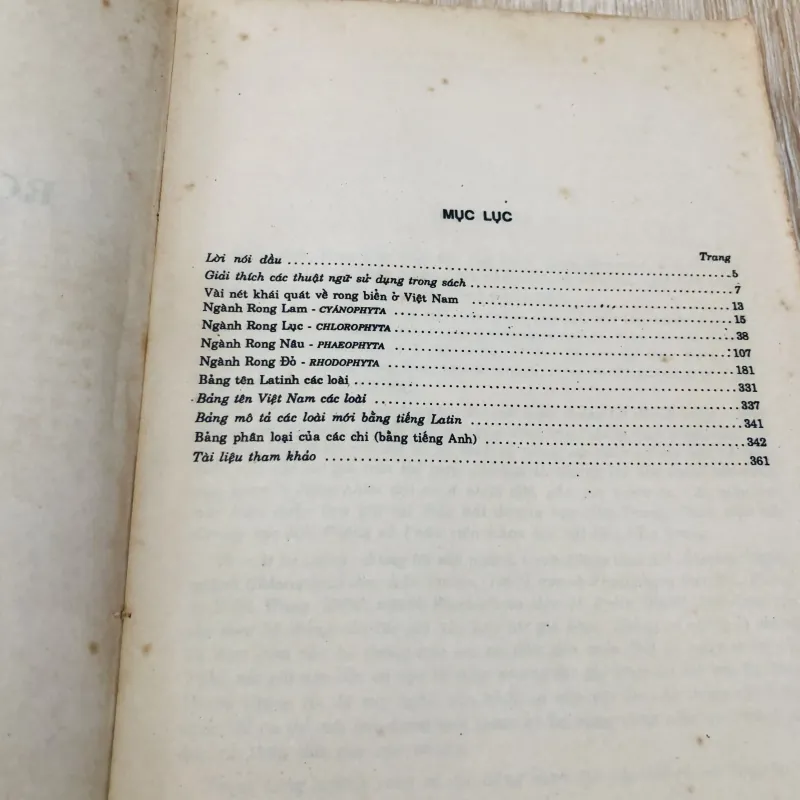 MỤC LỤC
Trang
Lời nói đầu ........ 5
Giải thích các thuật ngữ sử dụng trong sách ........ 7
Vài nét khái quát về rong biển ở Việt Nam ........ 13
Ngành Rong Lam - CYANOPHYTA ........ 15
Ngành Rong Lục - CHLOROPHYTA ........ 38
Ngành Rong Nâu - PHAEOPHYTA ........ 107
Ngành Rong Đỏ - RHODOPHYTA ........ 181
Bảng tên Latinh các loài ........ 331
Bảng tên Việt Nam các loài ........ 337
Bảng mô tả các loài mới bằng tiếng Latin ........ 341
Bảng phân loại của các chi (bằng tiếng Anh) ........ 342
Tài liệu tham khảo ........ 361